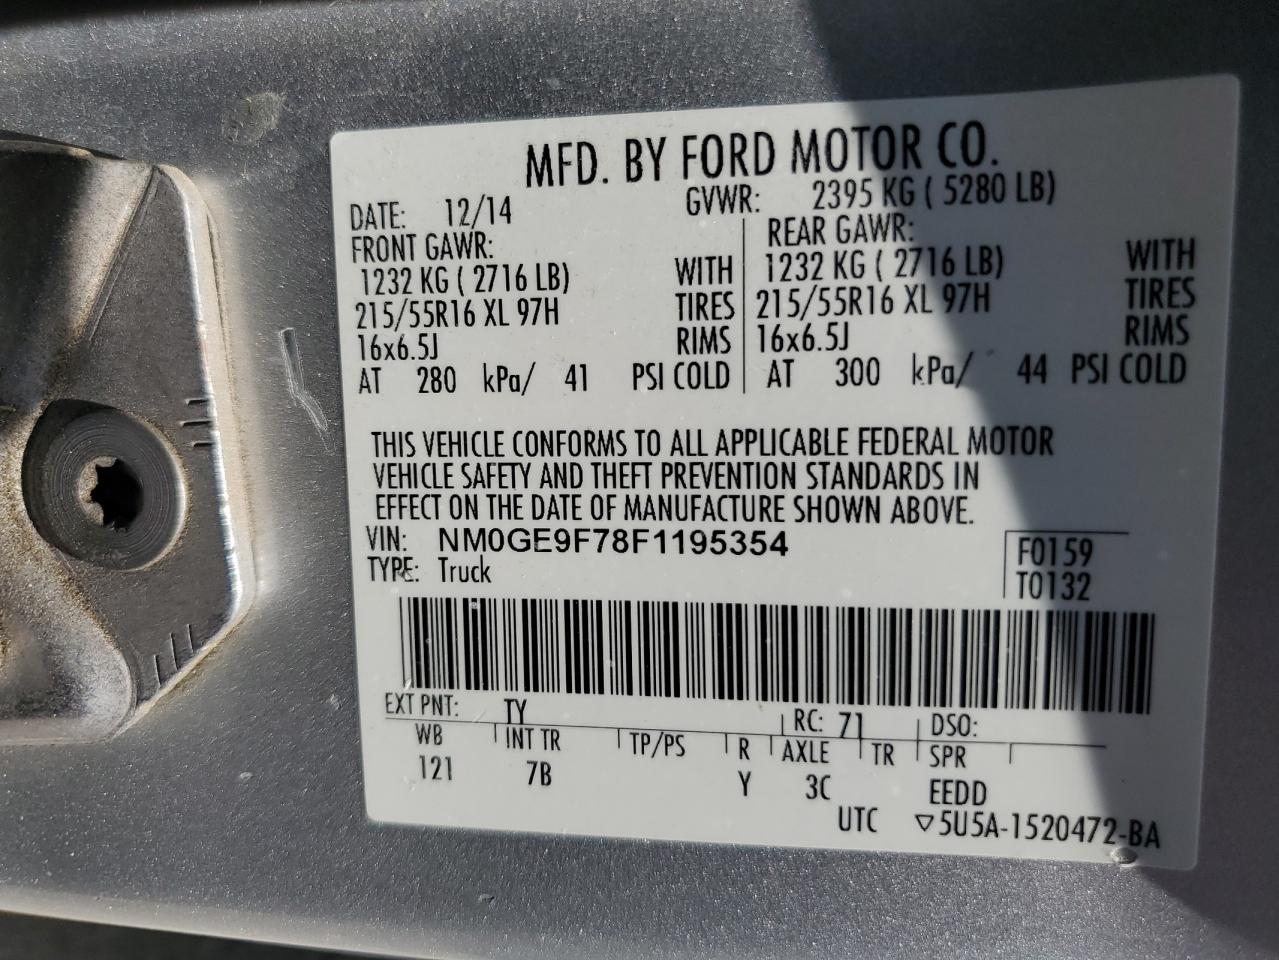 MFD. BY FORD MOTOR CO.
DATE: 12/14 GVWR: 2395 KG ( 5280 LB)
FRONT GAWR: REAR GAWR:
1232 KG ( 2716 LB) WITH 1232 KG ( 2716 LB) WITH
215/55R16 XL 97H TIRES 215/55R16 XL 97H TIRES
16x6.5J RIMS 16x6.5J RIMS
AT 280 kPa/ 41 PSI COLD AT 300 kPa/ 44 PSI COLD
THIS VEHICLE CONFORMS TO ALL APPLICABLE FEDERAL MOTOR
VEHICLE SAFETY AND THEFT PREVENTION STANDARDS IN
EFFECT ON THE DATE OF MANUFACTURE SHOWN ABOVE.
VIN: NM0GE9F78F1195354 F0159
TYPE: Truck T0132
EXT PNT: TY RC: 71 DSO:
WB INT TR TP/PS R AXLE TR SPR
121 7B Y 3C EEDD
UTC ▽5U5A-1520472-BA